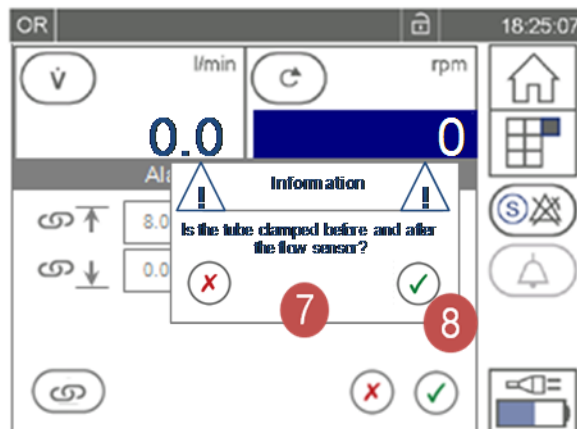 OR 18:25:07
l/min rpm
V
0.0 0
Ala
! Information !
8.0
Is the tube clamped before and after
the flow sensor?
0.0
7
8
S